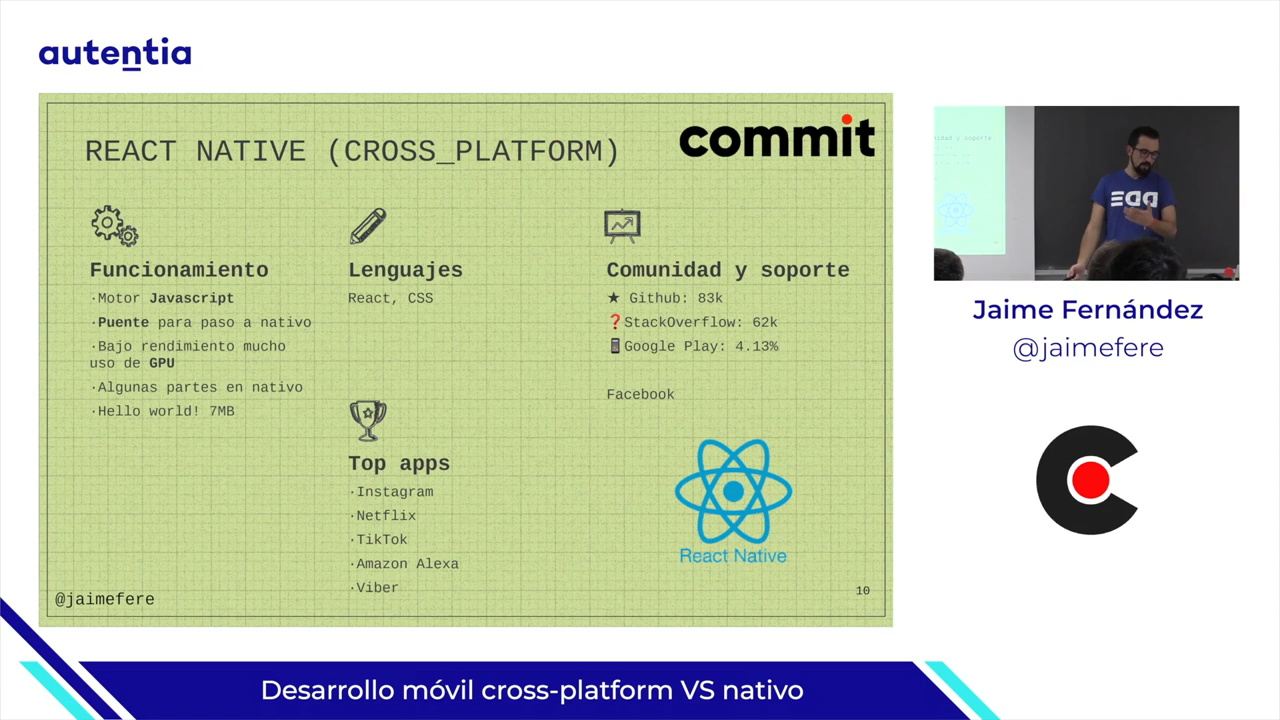 autentia
REACT NATIVE (CROSS_PLATFORM)
commit
Funcionamiento
·Motor Javascript
·Puente para paso a nativo
·Bajo rendimiento mucho
uso de GPU
·Algunas partes en nativo
·Hello world! 7MB
Lenguajes
React, CSS
Top apps
·Instagram
·Netflix
·TikTok
·Amazon Alexa
·Viber
Comunidad y soporte
★ Github: 83k
❓StackOverflow: 62k
📱Google Play: 4.13%
Facebook
React Native
@jaimefere
10
Jaime Fernández
@jaimefere
Desarrollo móvil cross-platform VS nativo